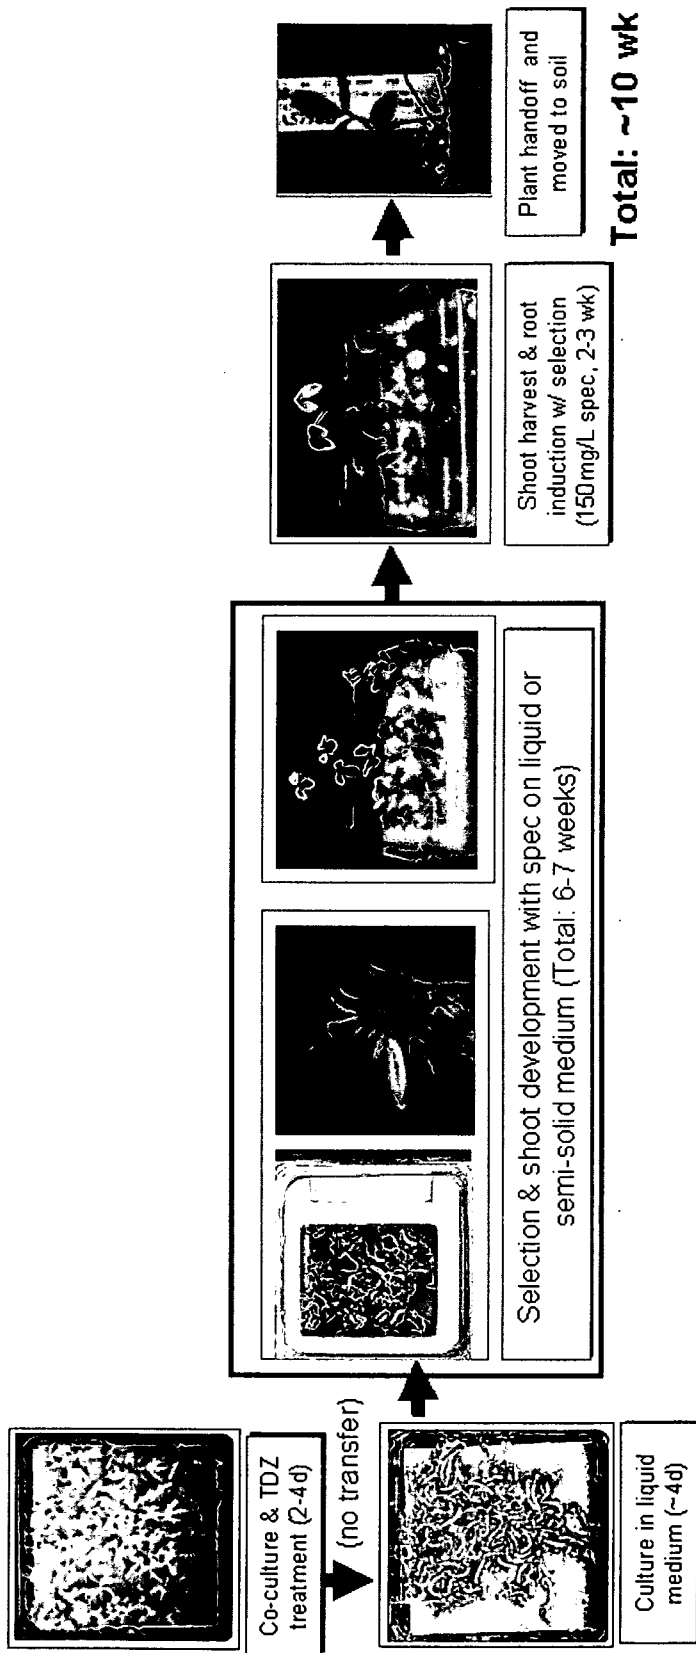 Co-culture & TDZ
treatment (2-4d)
(no transfer)
Culture in liquid
medium (~4d)
Selection & shoot development with spec on liquid or
semi-solid medium (Total: 6-7 weeks)
Shoot harvest & root
induction w/ selection
(150mg/L spec, 2-3 wk)
Plant handoff and
moved to soil
Total: ~10 wk